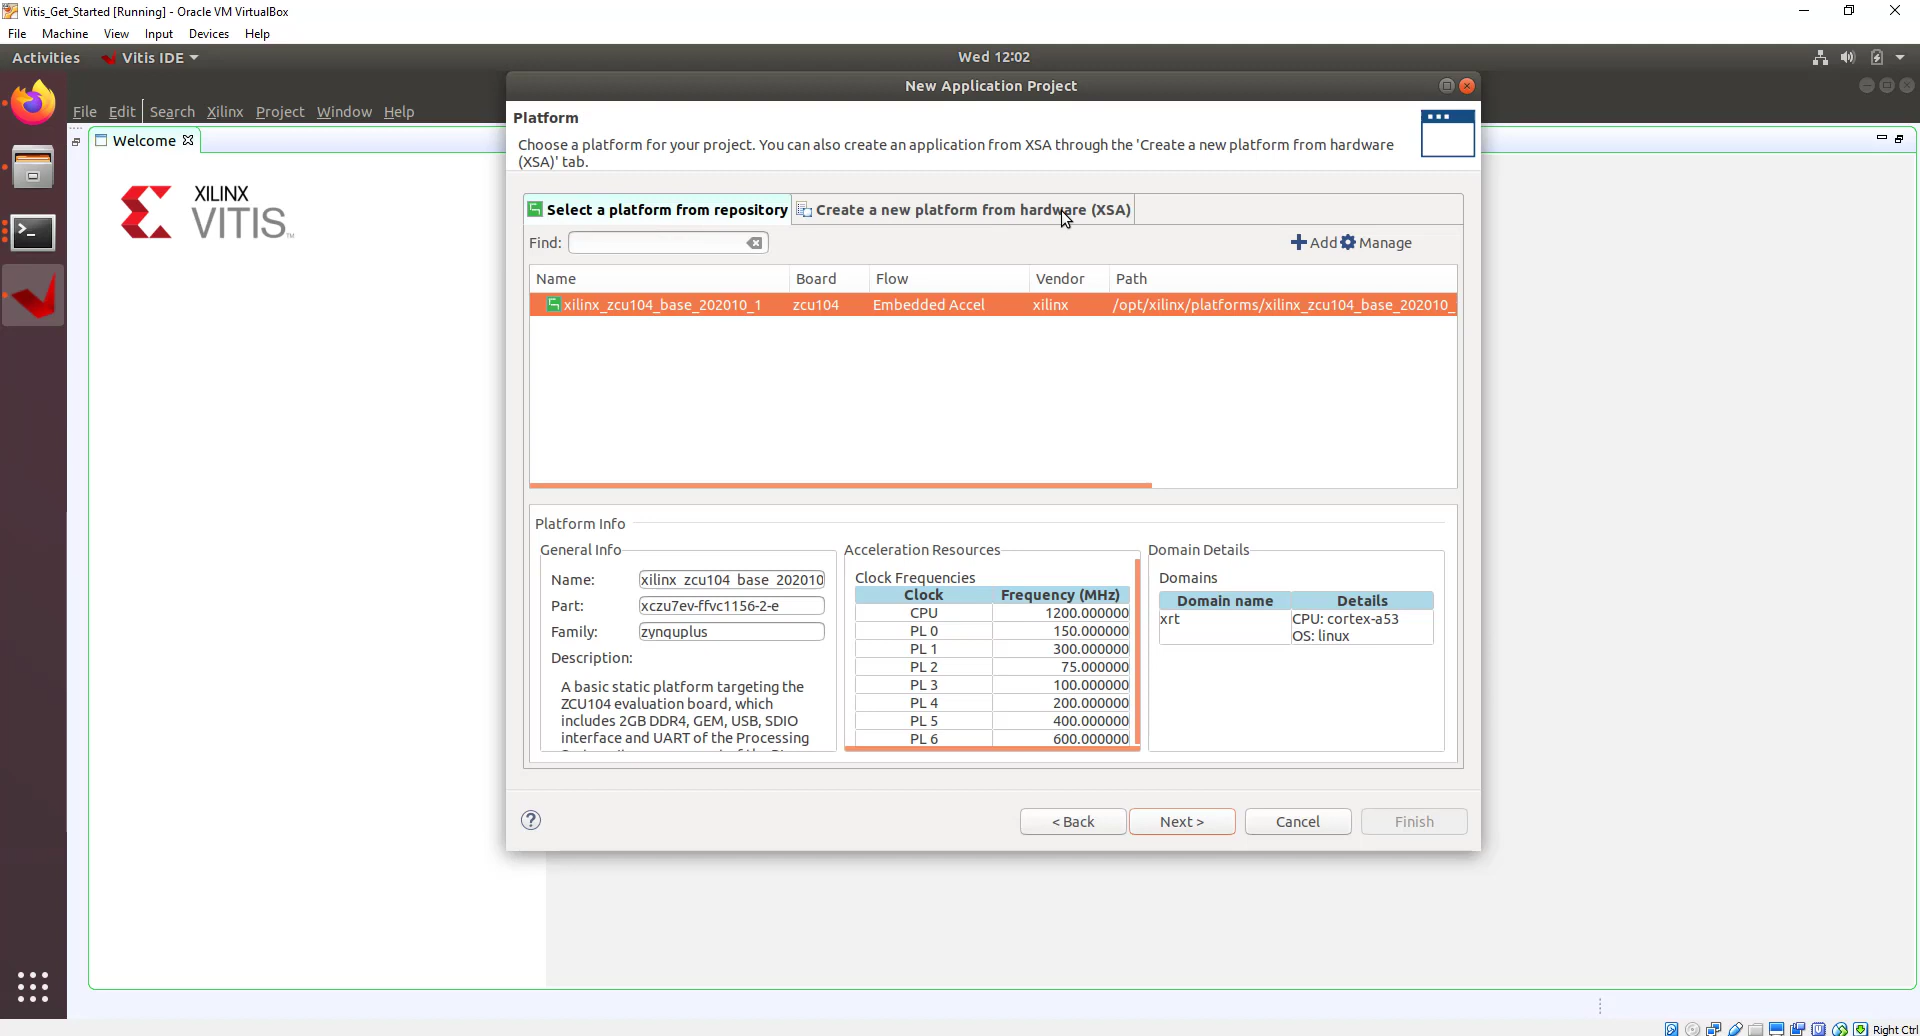 Vitis_Get_Started [Running] - Oracle VM VirtualBox
File Machine View Input Devices Help
Activities Vitis IDE Wed 12:02
New Application Project
File Edit Search Xilinx Project Window Help
Platform
Welcome
Choose a platform for your project. You can also create an application from XSA through the 'Create a new platform from hardware
(XSA)' tab.
XILINX
VITIS
Select a platform from repository Create a new platform from hardware (XSA)
Find: Add Manage
Name Board Flow Vendor Path
xilinx_zcu104_base_202010_1 zcu104 Embedded Accel xilinx /opt/xilinx/platforms/xilinx_zcu104_base_202010_
Platform Info
General Info Acceleration Resources Domain Details
Name: xilinx_zcu104_base_202010
Part: xczu7ev-ffvc1156-2-e
Family: zynquplus
Description:
A basic static platform targeting the
ZCU104 evaluation board, which
includes 2GB DDR4, GEM, USB, SDIO
interface and UART of the Processing
Clock Frequencies
Clock Frequency (MHz)
CPU 1200.000000
PL 0 150.000000
PL 1 300.000000
PL 2 75.000000
PL 3 100.000000
PL 4 200.000000
PL 5 400.000000
PL 6 600.000000
Domains
Domain name Details
xrt CPU: cortex-a53
OS: linux
< Back Next > Cancel Finish
Right Ctrl